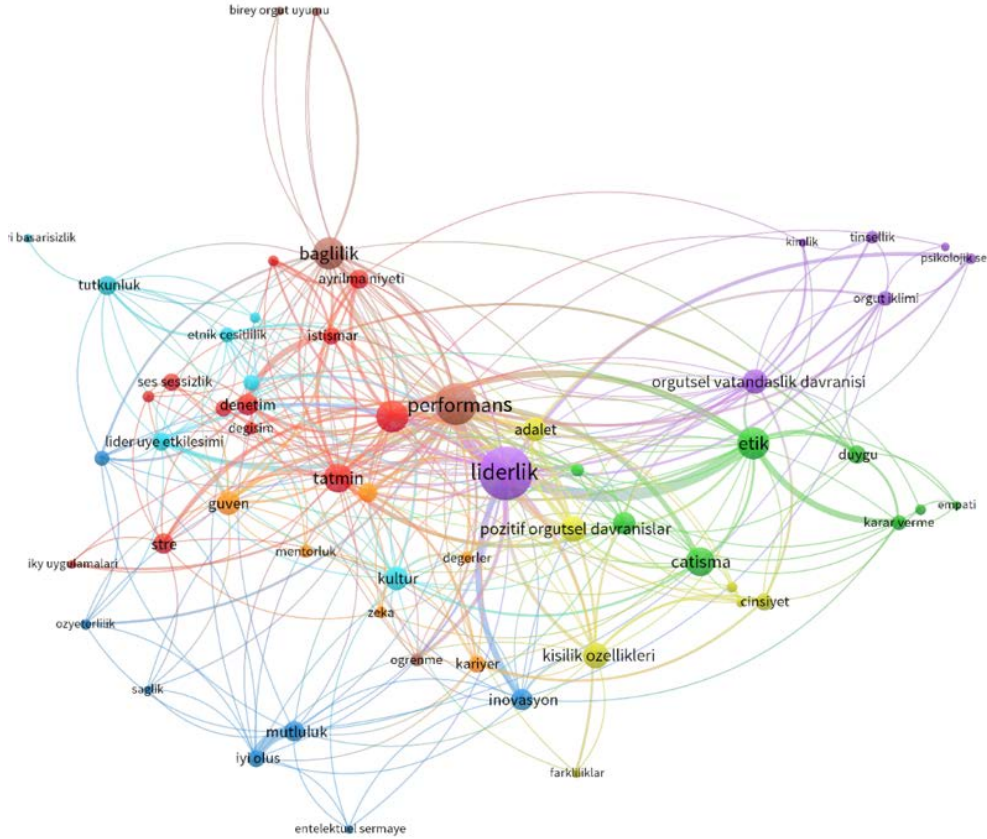 birey orgut uyumu
i basarisizlik
baglilik
kimlik
tinsellik
psikolojik se
ayrilma niyeti
tutkunluk
orgut iklimi
etnik cesitlilik
istismar
ses sessizlik
orgutsel vatandaslik davranisi
denetim
performans
degisim
adalet
lider uye etkilesimi
etik
duygu
liderlik
tatmin
guven
empati
karar verme
pozitif orgutsel davranislar
stre
mentorluk
degerler
iky uygulamalari
catisma
kultur
cinsiyet
zeka
ozyeterlilik
ogrenme
kariyer
kisilik ozellikleri
saglik
inovasyon
mutluluk
iyi olus
farkliliklar
entelektuel sermaye